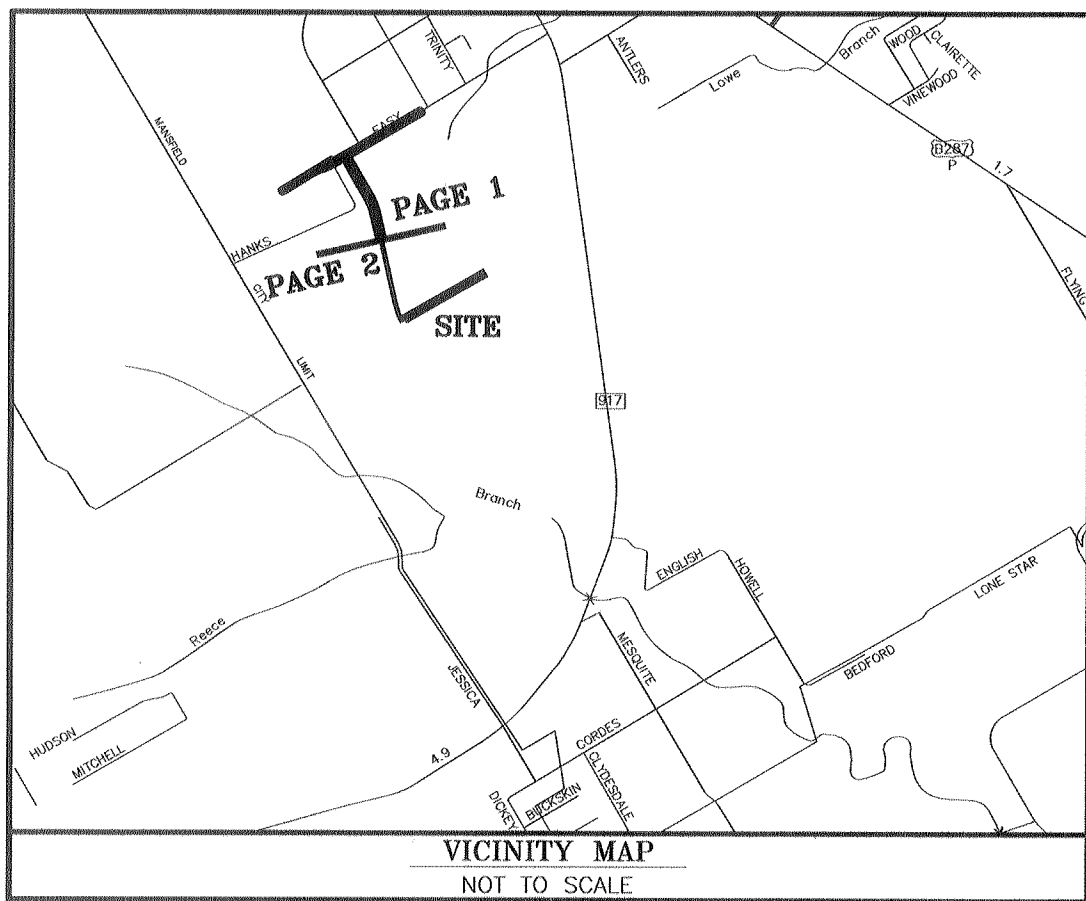 TRINITY
ANTLERS
Branch
WOOD
CLAIRETTE
VINEWOOD
Lowe
EASY
MANSFIELD
B287
P
1.7
PAGE 1
HANKS
PAGE 2
CITY
FLYING
SITE
LIMIT
917
Branch
ENGLISH
HOWELL
LONE STAR
Reece
MESQUITE
BEDFORD
JESSICA
HUDSON
MITCHELL
4.9
CORDES
CLYDESDALE
DICKEY
BUCKSKIN
VICINITY MAP
NOT TO SCALE